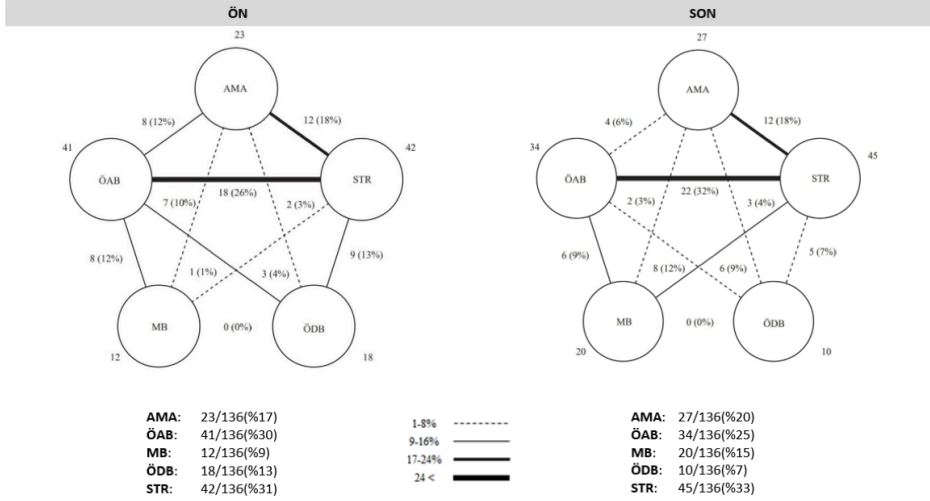 ÖN
SON
23
AMA
8 (12%)
12 (18%)
41
42
ÖAB
STR
18 (26%)
7 (10%)
2 (3%)
8 (12%)
9 (13%)
1 (1%)
3 (4%)
MB
0 (0%)
ÖDB
12
18
27
AMA
4 (6%)
12 (18%)
34
45
ÖAB
STR
22 (32%)
2 (3%)
3 (4%)
6 (9%)
5 (7%)
8 (12%)
6 (9%)
MB
0 (0%)
ÖDB
20
10
AMA: 23/136(%17)
ÖAB: 41/136(%30)
MB: 12/136(%9)
ÖDB: 18/136(%13)
STR: 42/136(%31)
1-8%
9-16%
17-24%
24 <
AMA: 27/136(%20)
ÖAB: 34/136(%25)
MB: 20/136(%15)
ÖDB: 10/136(%7)
STR: 45/136(%33)